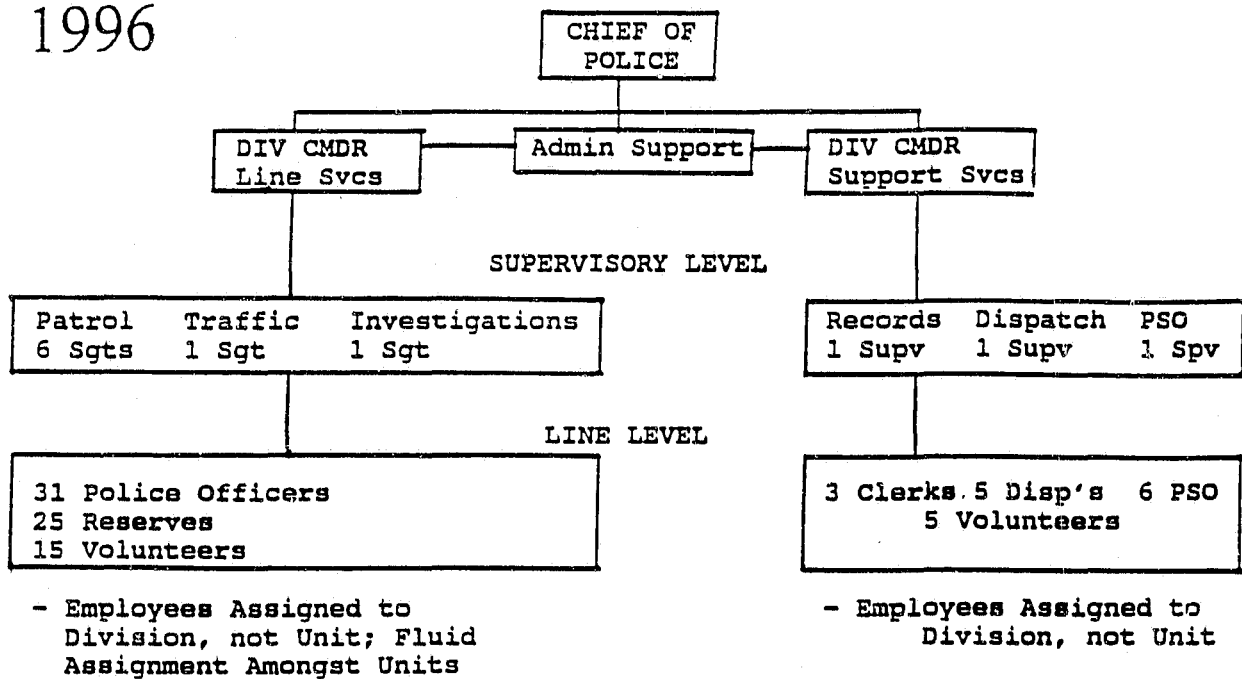 1996
CHIEF OF
POLICE
DIV CMDR
Line Svcs
Admin Support
DIV CMDR
Support Svcs
SUPERVISORY LEVEL
Patrol Traffic Investigations
6 Sgts 1 Sgt 1 Sgt
Records Dispatch PSO
1 Supv 1 Supv 1 Spv
LINE LEVEL
31 Police Officers
25 Reserves
15 Volunteers
3 Clerks 5 Disp's 6 PSO
5 Volunteers
- Employees Assigned to
Division, not Unit; Fluid
Assignment Amongst Units
- Employees Assigned to
Division, not Unit